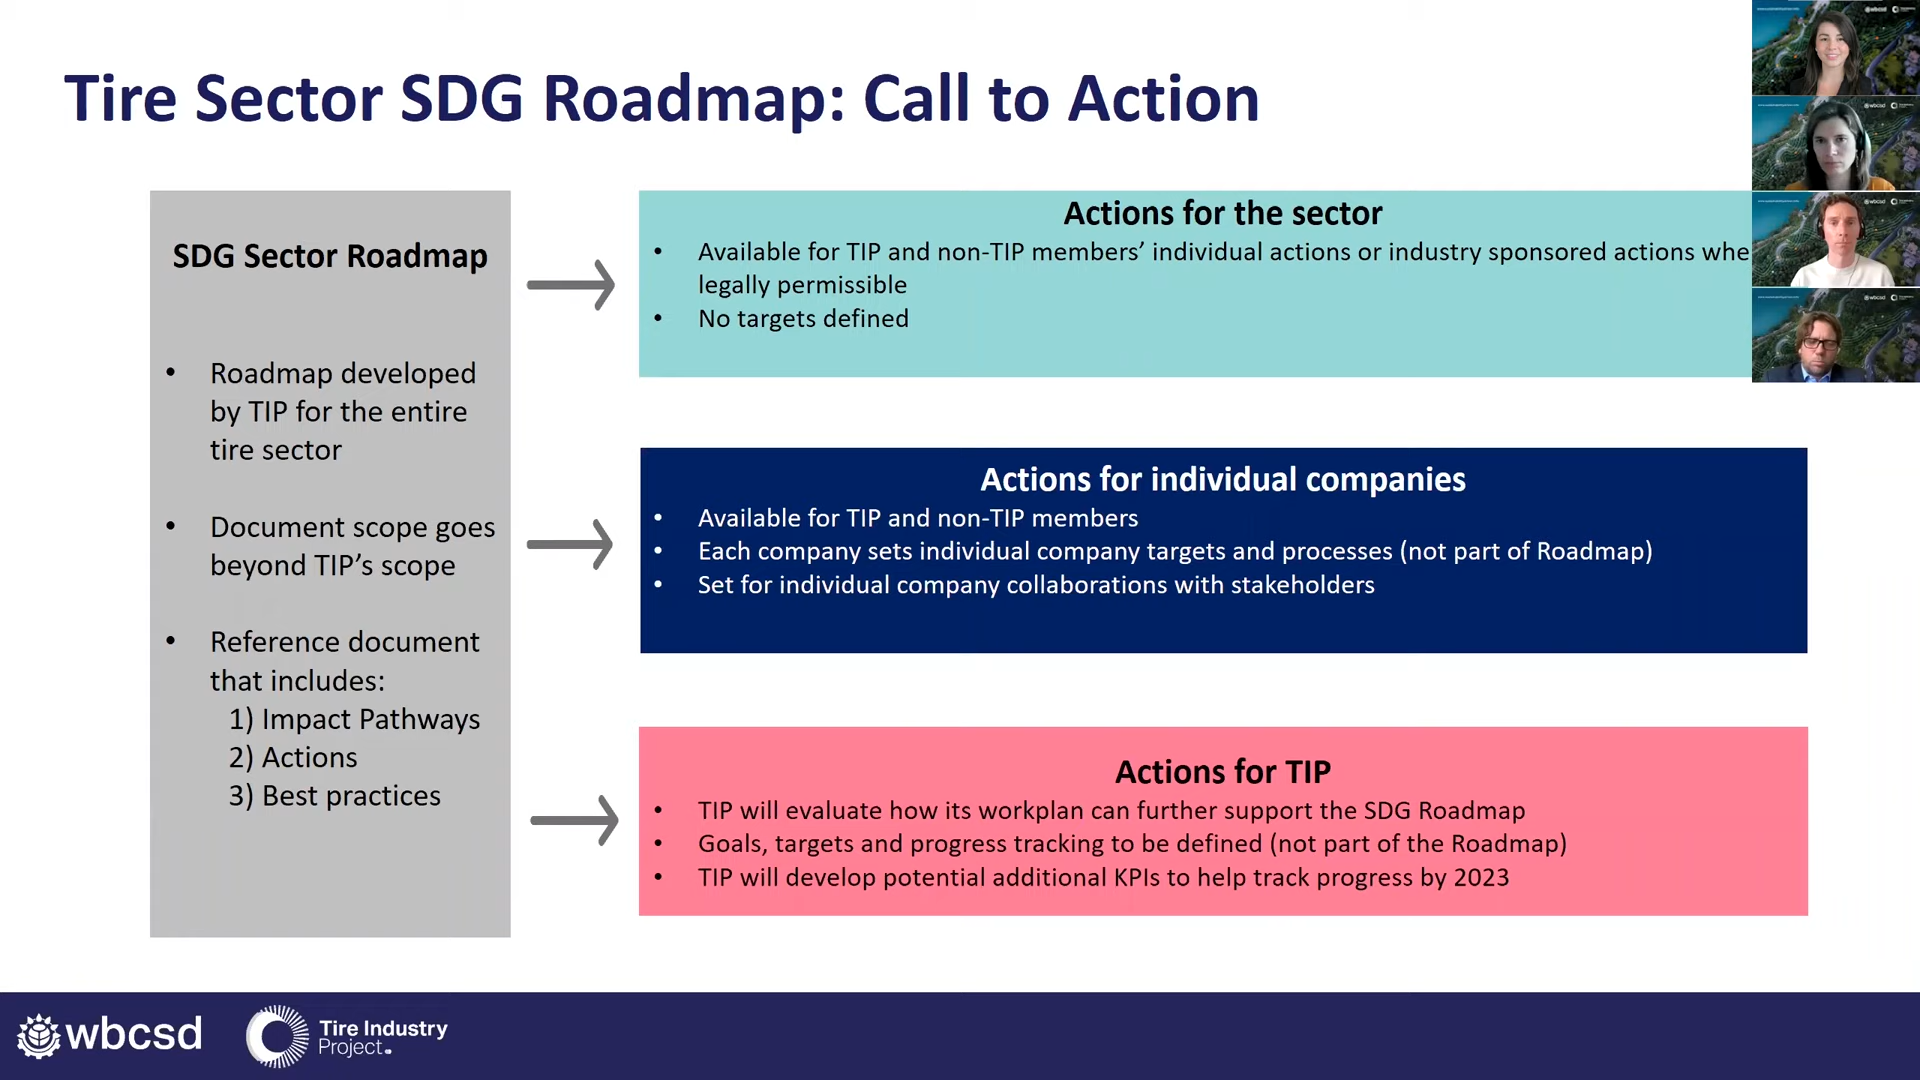 Tire Sector SDG Roadmap: Call to Action
SDG Sector Roadmap
• Roadmap developed
by TIP for the entire
tire sector
• Document scope goes
beyond TIP’s scope
• Reference document
that includes:
1) Impact Pathways
2) Actions
3) Best practices
Actions for the sector
• Available for TIP and non-TIP members’ individual actions or industry sponsored actions whe
legally permissible
• No targets defined
Actions for individual companies
• Available for TIP and non-TIP members
• Each company sets individual company targets and processes (not part of Roadmap)
• Set for individual company collaborations with stakeholders
Actions for TIP
• TIP will evaluate how its workplan can further support the SDG Roadmap
• Goals, targets and progress tracking to be defined (not part of the Roadmap)
• TIP will develop potential additional KPIs to help track progress by 2023
wbcsd
Tire Industry
Project